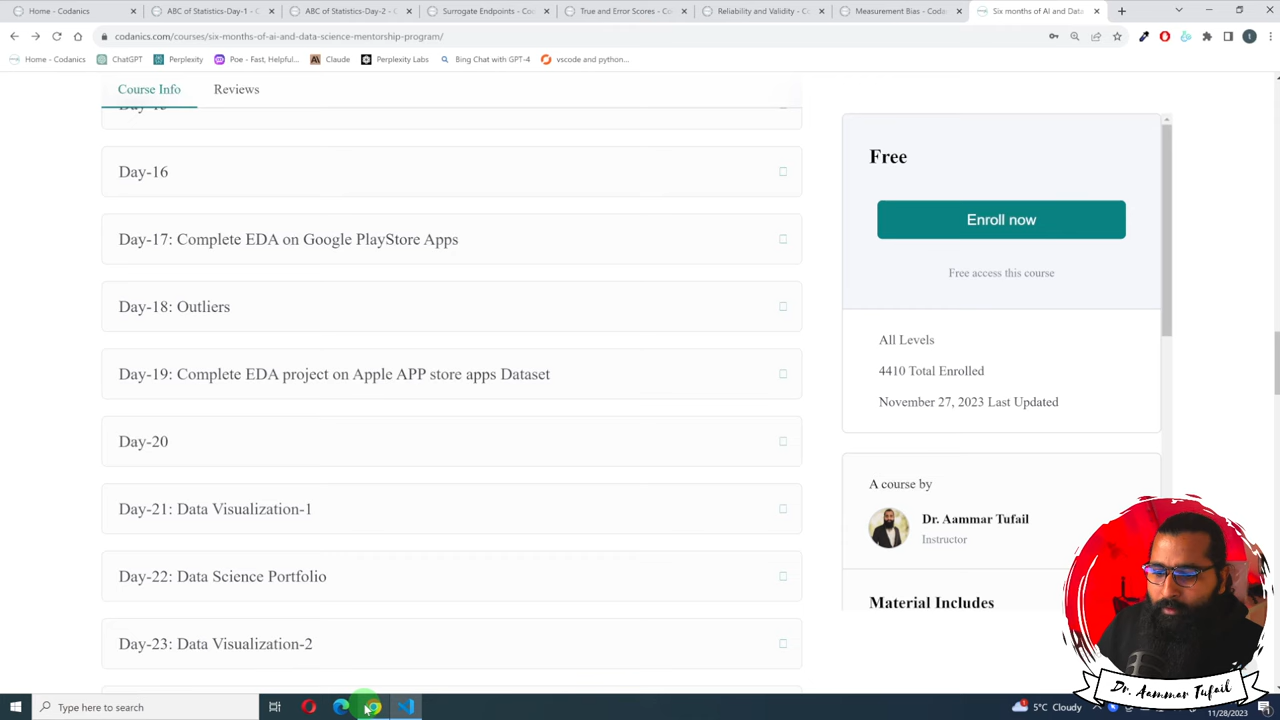 Home - Codanics
ABC of Statistics-Day-1 - C
ABC of Statistics-Day-2 - C
Surrogate Endpoints - Coc
True and Error Scores - C
Reliability and Validity - C
Measurement Bias - Codani
Six months of AI and Data
codanics.com/courses/six-months-of-ai-and-data-science-mentorship-program/
Home - Codanics
ChatGPT
Perplexity
Poe - Fast, Helpful...
Claude
Perplexity Labs
Bing Chat with GPT-4
vscode and python...
Course Info
Reviews
Day-16
Day-17: Complete EDA on Google PlayStore Apps
Day-18: Outliers
Day-19: Complete EDA project on Apple APP store apps Dataset
Day-20
Day-21: Data Visualization-1
Day-22: Data Science Portfolio
Day-23: Data Visualization-2
Free
Enroll now
Free access this course
All Levels
4410 Total Enrolled
November 27, 2023 Last Updated
A course by
Dr. Aammar Tufail
Instructor
Material Includes
Dr. Aammar Tufail
Type here to search
5°C Cloudy
11/28/2023